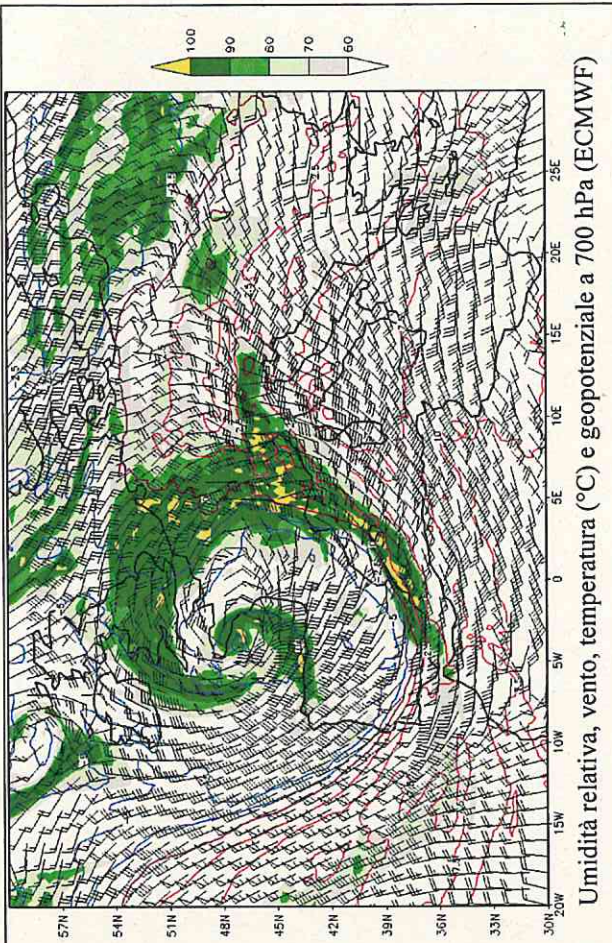 100
90
80
70
60
57N
54N
51N
48N
45N
42N
39N
36N
33N
30N
20W
15W
10W
5W
0
5E
10E
15E
20E
25E
Umidità relativa, vento, temperatura (°C) e geopotenziale a 700 hPa (ECMWF)